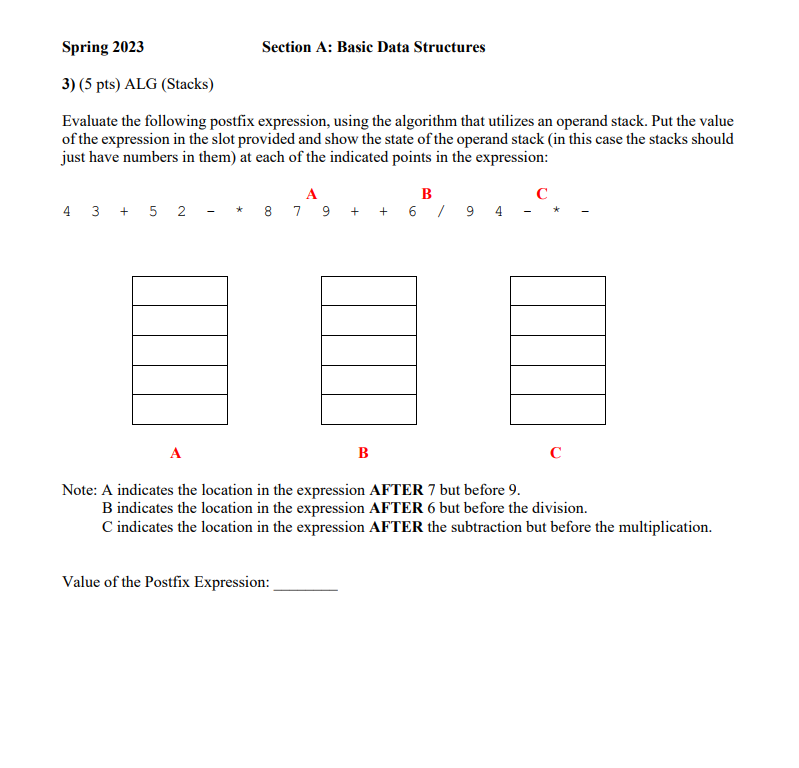 Spring 2023 Section A: Basic Data Structures
3) (5 pts) ALG (Stacks)
Evaluate the following postfix expression, using the algorithm that utilizes an operand stack. Put the value
of the expression in the slot provided and show the state of the operand stack (in this case the stacks should
just have numbers in them) at each of the indicated points in the expression:
A B C
4 3 + 5 2 - * 8 7 9 + + 6 / 9 4 - * -
A B C
Note: A indicates the location in the expression AFTER 7 but before 9.
B indicates the location in the expression AFTER 6 but before the division.
C indicates the location in the expression AFTER the subtraction but before the multiplication.
Value of the Postfix Expression: ________